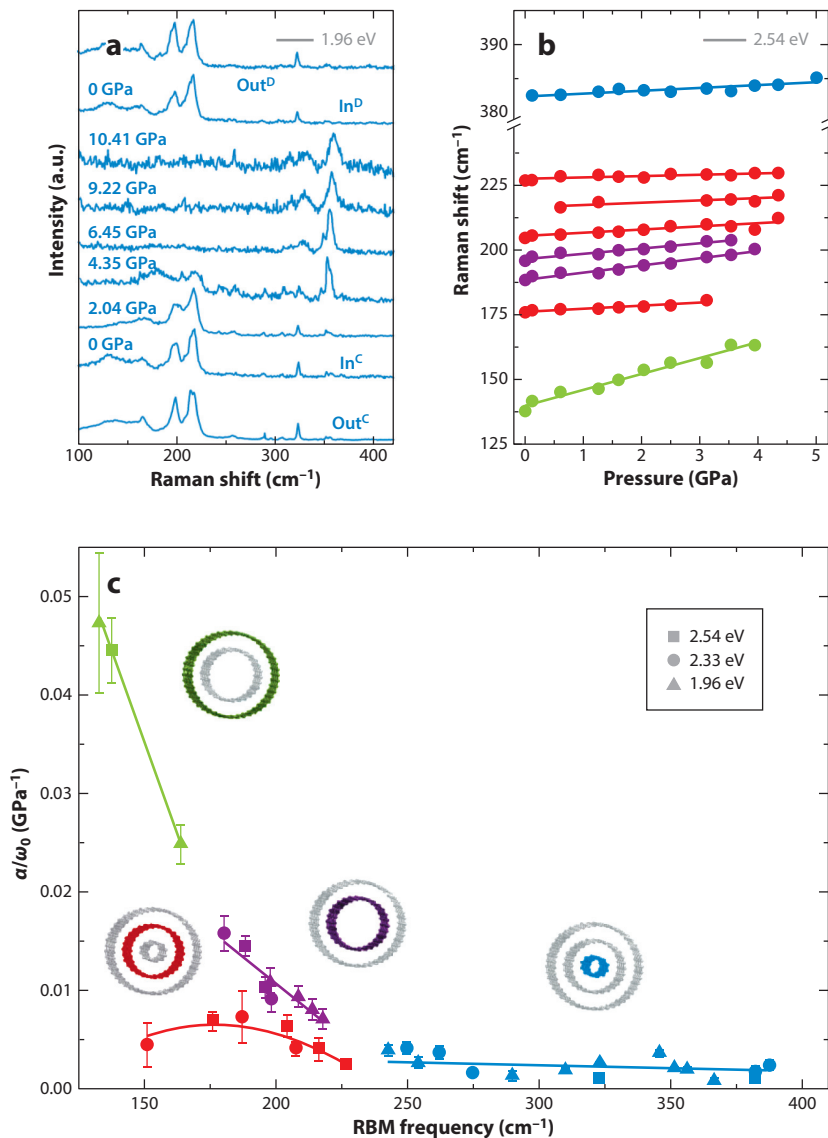 a
1.96 eV
Out^D
0 GPa
In^D
10.41 GPa
9.22 GPa
6.45 GPa
4.35 GPa
2.04 GPa
0 GPa
In^C
Out^C
Intensity (a.u.)
100 200 300 400
Raman shift (cm⁻¹)
b
2.54 eV
390
380
225
200
175
150
125
Raman shift (cm⁻¹)
0 1 2 3 4 5
Pressure (GPa)
c
2.54 eV
2.33 eV
1.96 eV
0.05
0.04
0.03
0.02
0.01
0.00
α/ω₀ (GPa⁻¹)
150 200 250 300 350 400
RBM frequency (cm⁻¹)